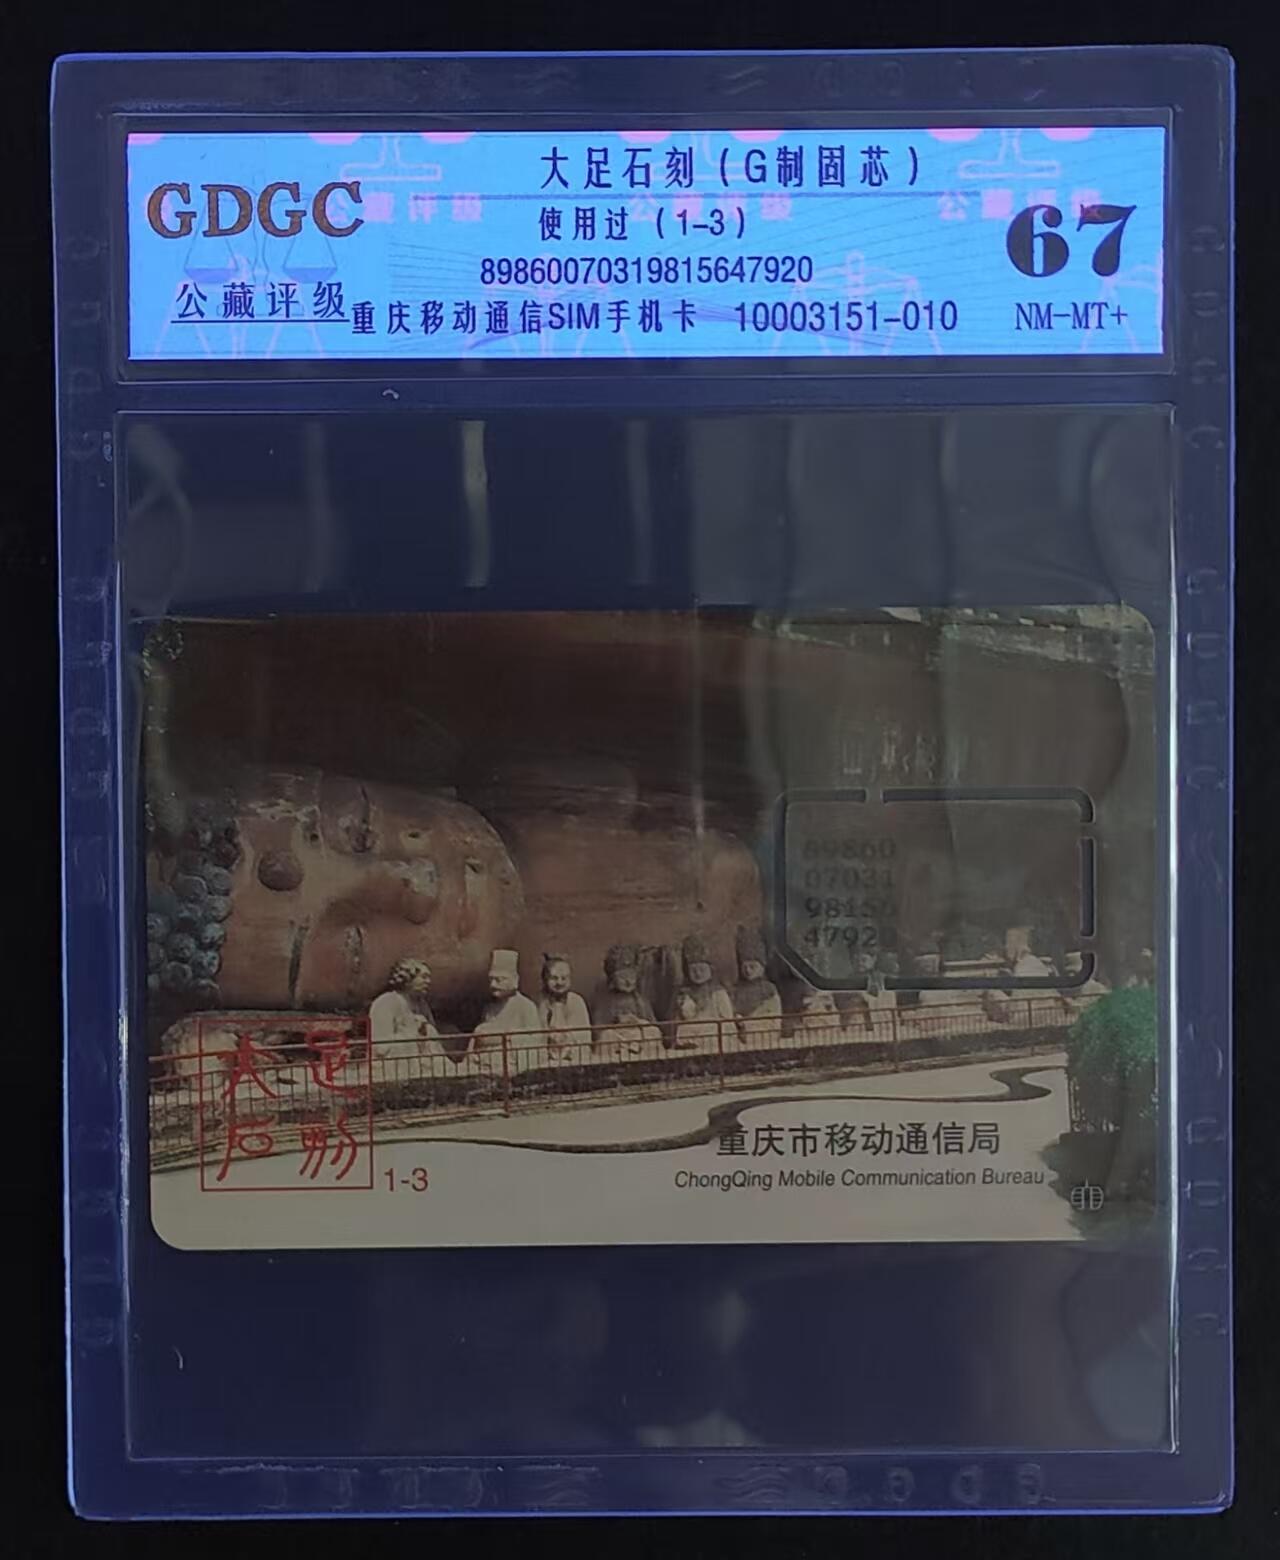 大足石刻（G制固芯）
GDGC
使用过（1-3）
67
89860070319815647920
公藏评级
重庆移动通信SIM手机卡 10003151-010
NM-MT+
89860
07031
98156
47920
大足
石刻
1-3
重庆市移动通信局
ChongQing Mobile Communication Bureau